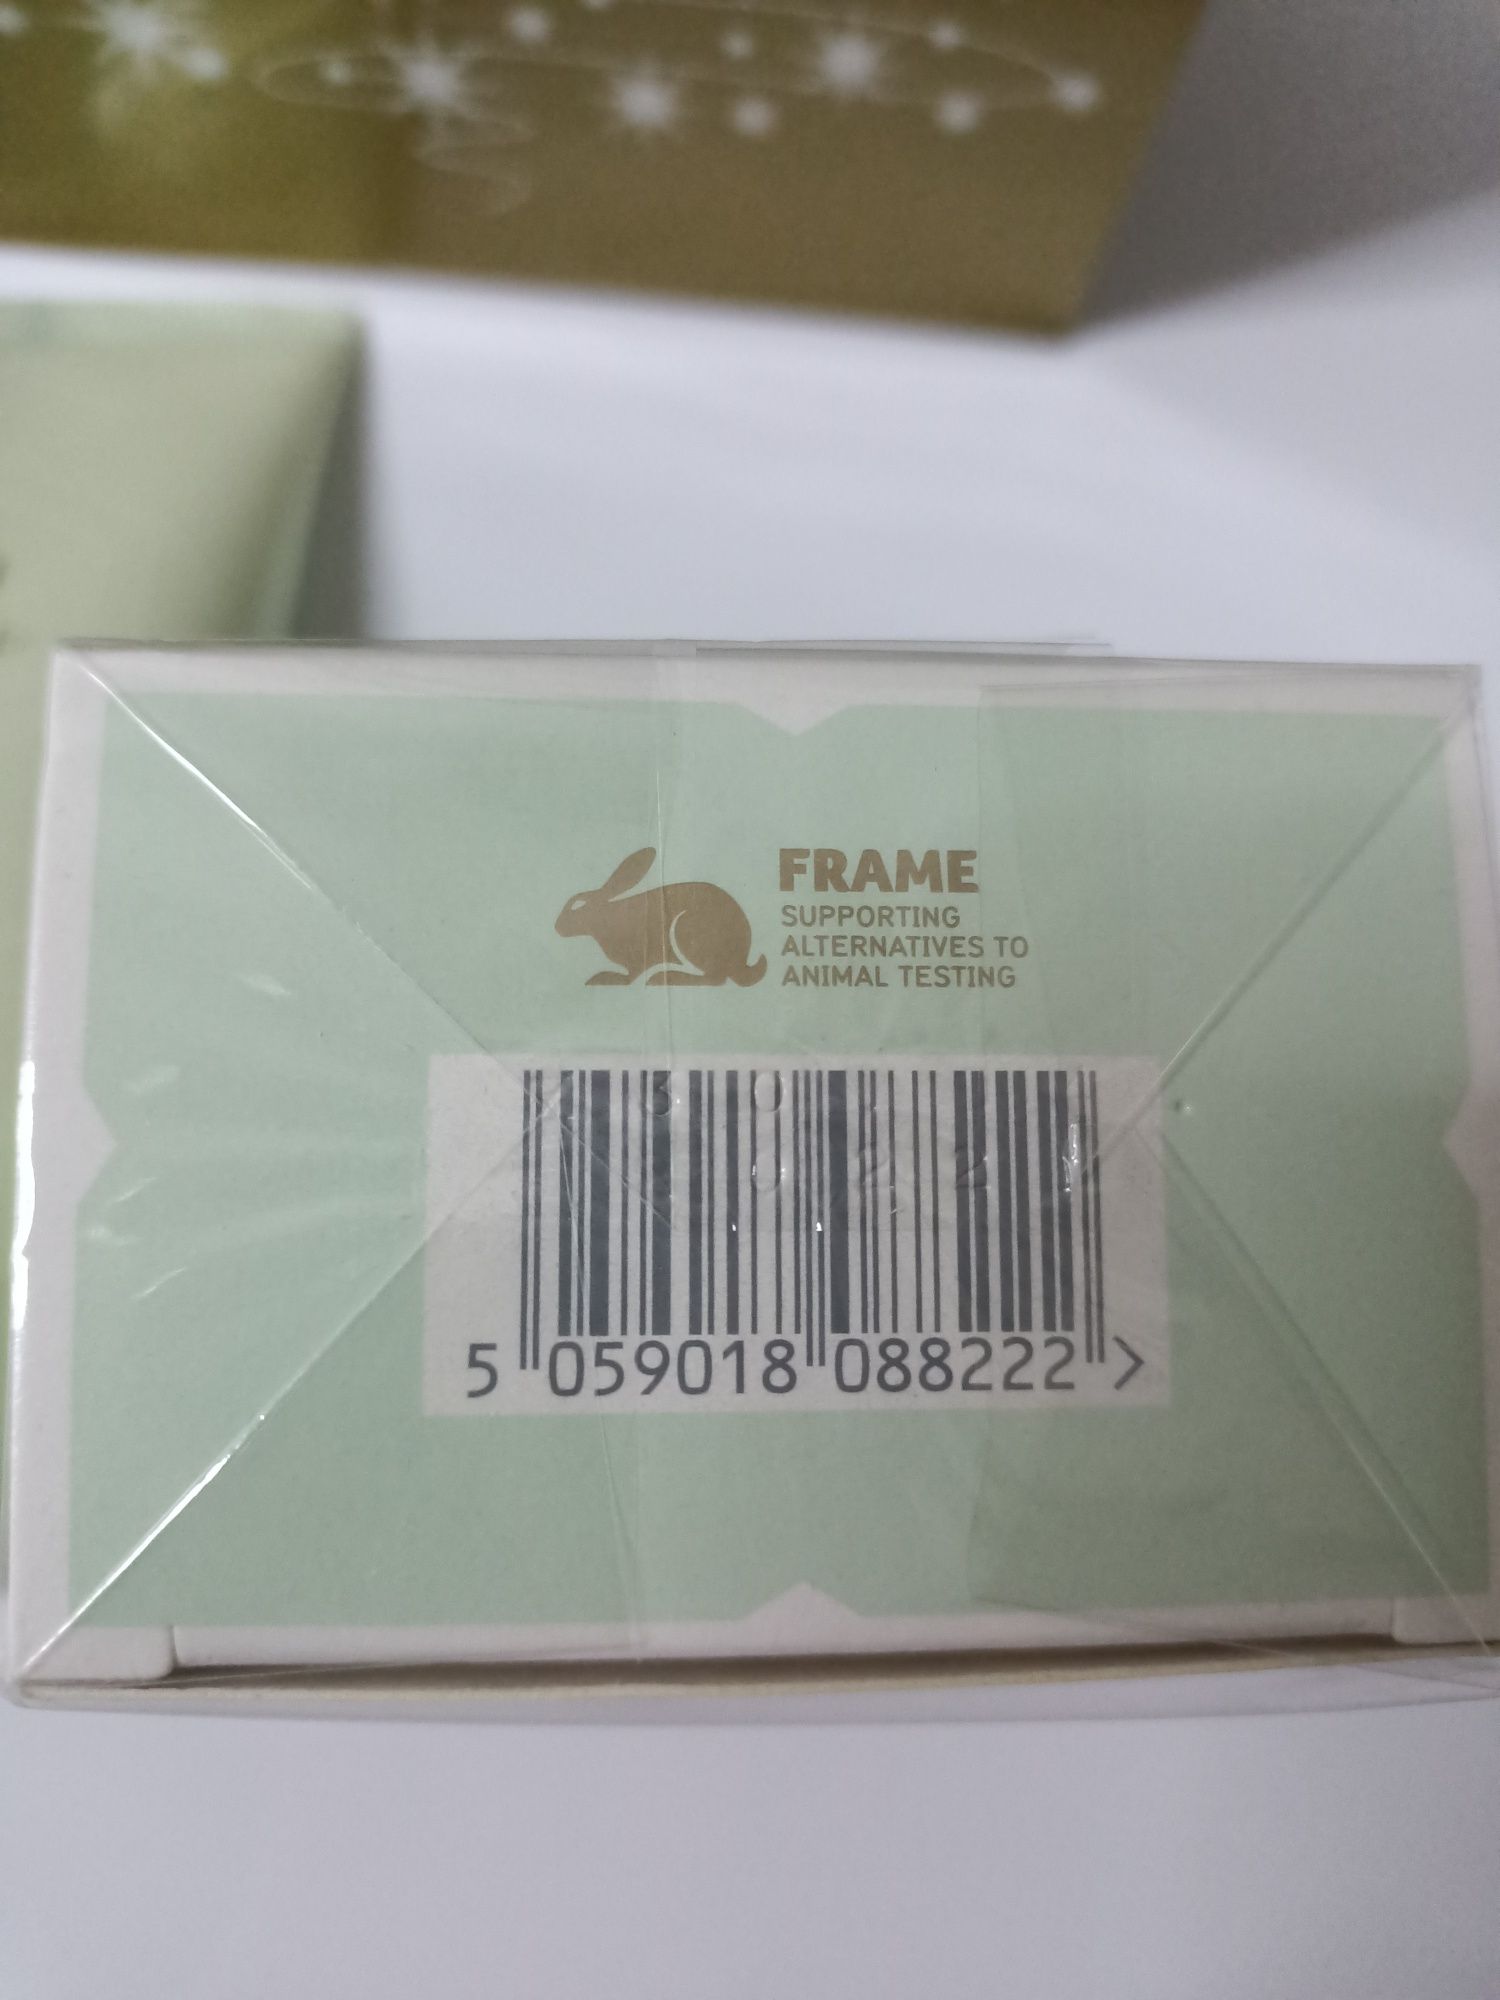 FRAME
SUPPORTING
ALTERNATIVES TO
ANIMAL TESTING
5 059018 088222 >